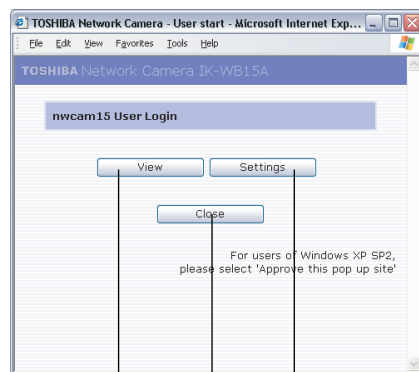 TOSHIBA Network Camera - User start - Microsoft Internet Exp...
File Edit View Favorites Tools Help
TOSHIBA Network Camera IK-WB15A
nwcam15 User Login
View Settings
Close
For users of Windows XP SP2,
please select 'Approve this pop up site'